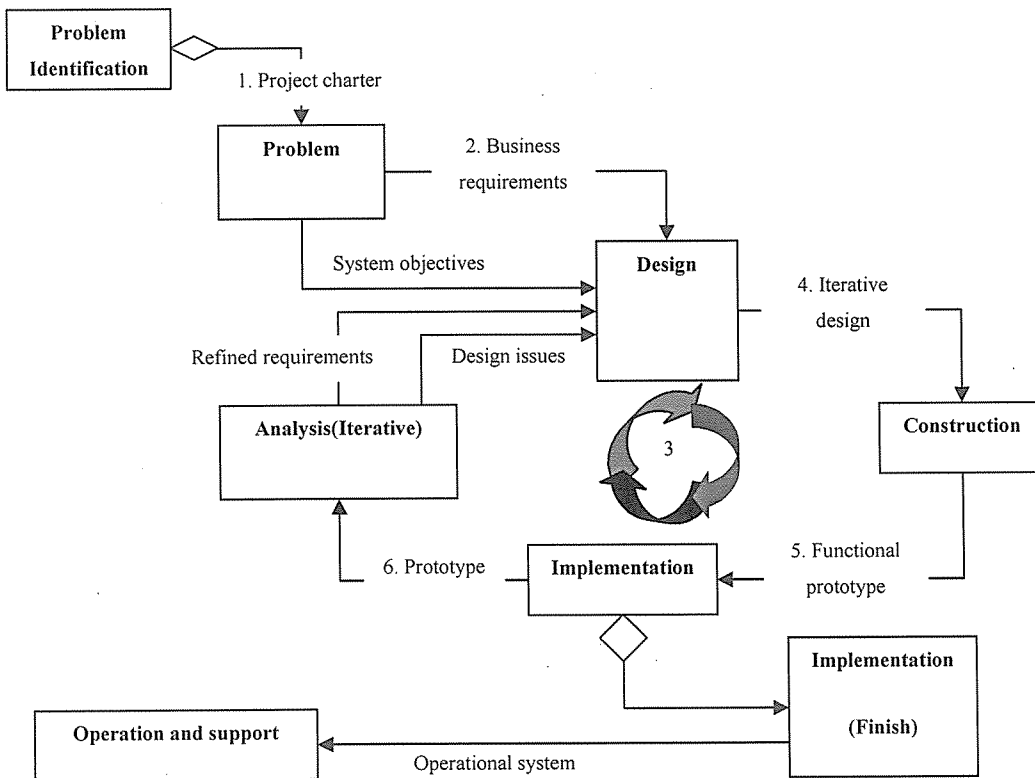 Problem
Identification
1. Project charter
Problem
2. Business
requirements
System objectives
Design
4. Iterative
design
Refined requirements
Design issues
Analysis(Iterative)
3
Construction
6. Prototype
Implementation
5. Functional
prototype
Implementation
(Finish)
Operation and support
Operational system